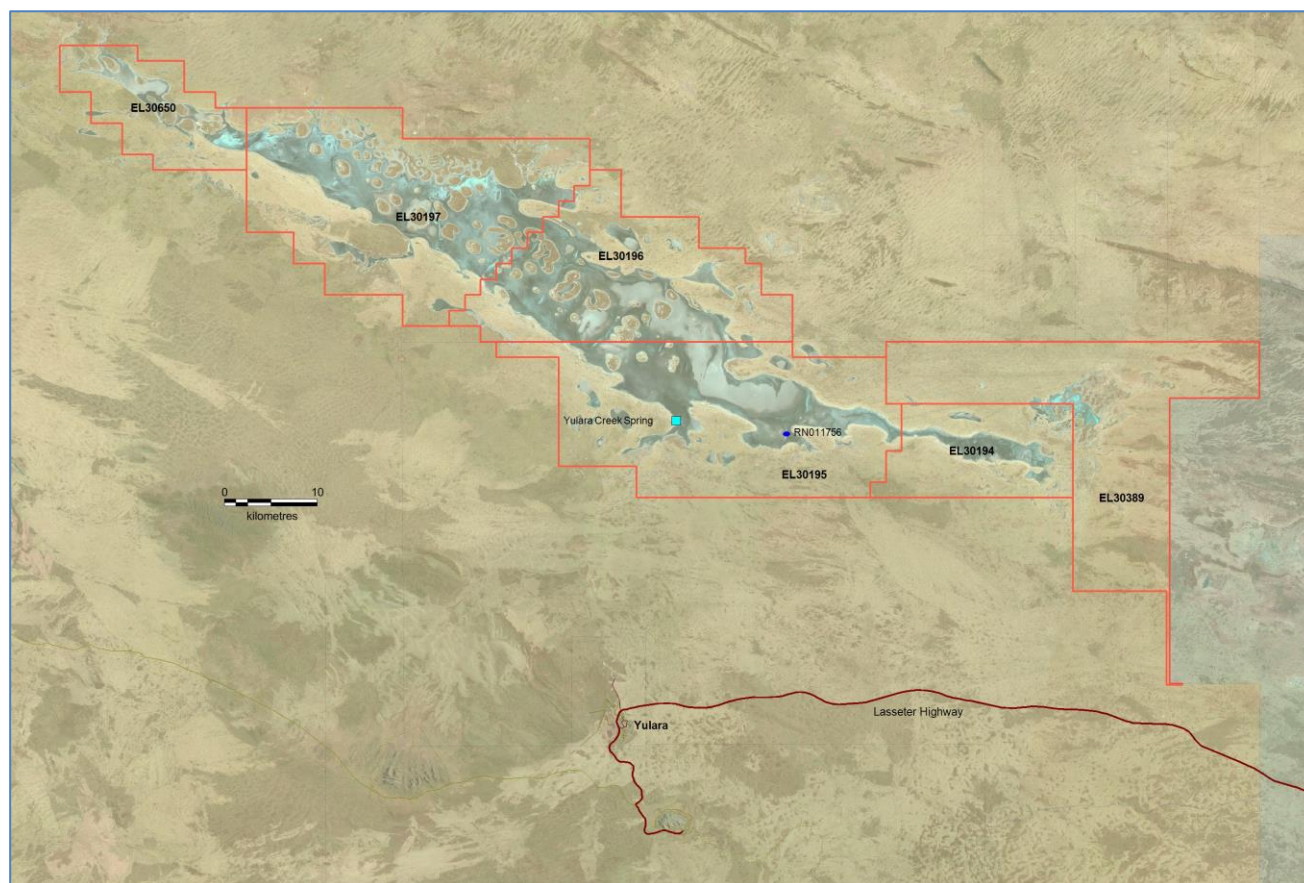 EL30650
EL30197
EL30196
Yulara Creek Spring
RN011756
EL30194
EL30195
EL30389
0 10
kilometres
Lasseter Highway
Yulara